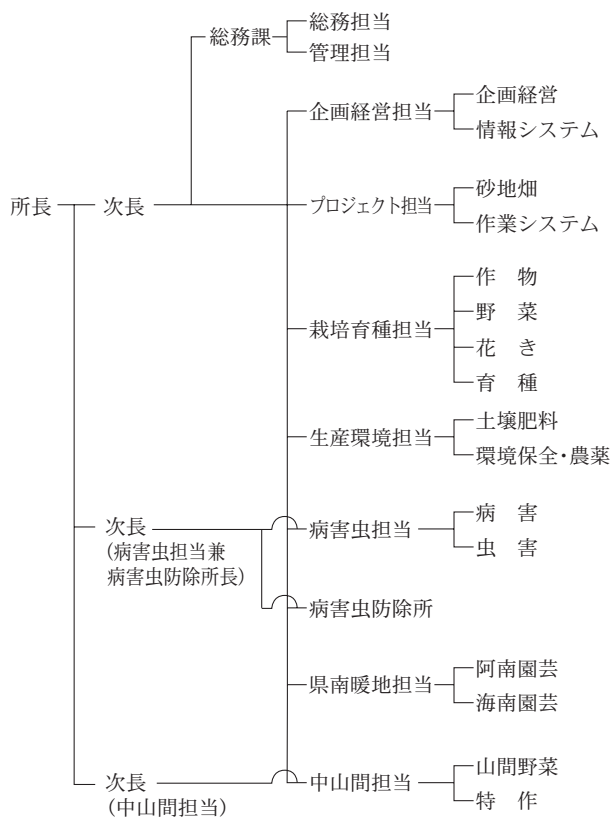 所長
次長
総務課
総務担当
管理担当
企画経営担当
企画経営
情報システム
プロジェクト担当
砂地畑
作業システム
栽培育種担当
作　物
野　菜
花　き
育　種
生産環境担当
土壌肥料
環境保全・農薬
次長
(病害虫担当兼
病害虫防除所長)
病害虫担当
病　害
虫　害
病害虫防除所
県南暖地担当
阿南園芸
海南園芸
次長
(中山間担当)
中山間担当
山間野菜
特　作